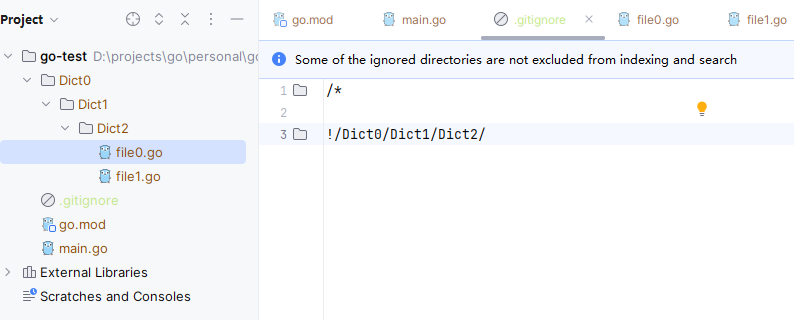 Project
go-test D:\projects\go\personal\go
Dict0
Dict1
Dict2
file0.go
file1.go
.gitignore
go.mod
main.go
External Libraries
Scratches and Consoles
go.mod main.go .gitignore file0.go file1.go
Some of the ignored directories are not excluded from indexing and search
1 /*
2
3 !/Dict0/Dict1/Dict2/